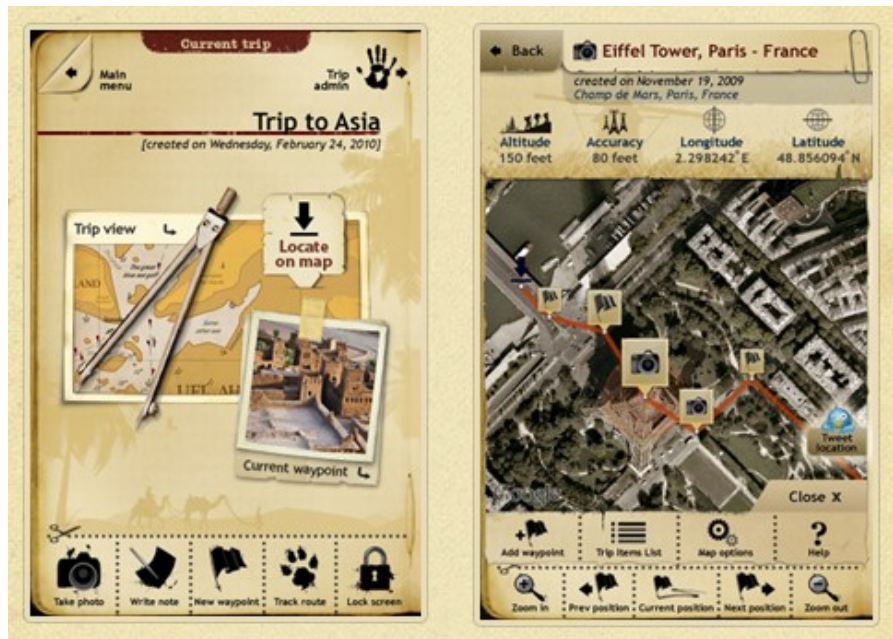 Current trip
Main
menu
Trip
admin
Trip to Asia
[created on Wednesday, February 24, 2010]
Trip view
Locate
on map
Current waypoint
Take photo
Write note
New waypoint
Track route
Lock screen
Back
Eiffel Tower, Paris - France
created on November 19, 2009
Champ de Mars, Paris, France
Altitude
150 feet
Accuracy
80 feet
Longitude
2.298242° E
Latitude
48.856094° N
Tweet
location
Google
Close X
Add waypoint
Trip Items List
Map options
?
Help
Zoom in
Prev position
Current position
Next position
Zoom out